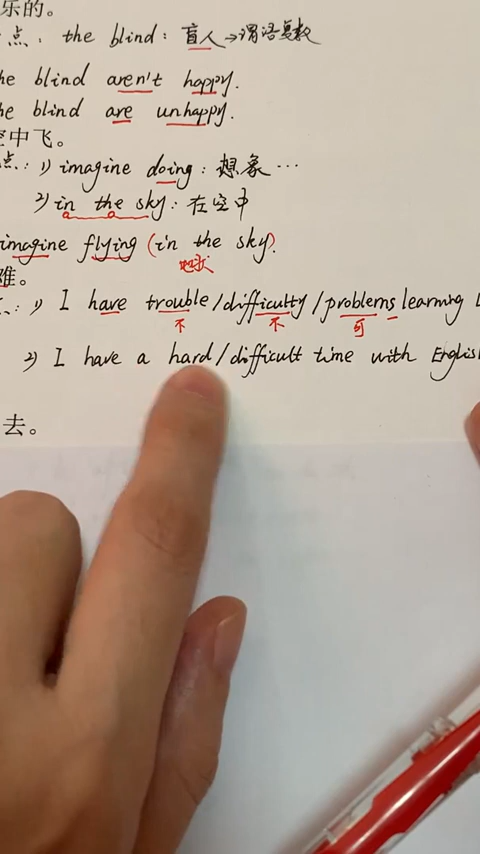 乐的。
点：the blind：盲人→谓语复数
he blind aren't happy.
he blind are unhappy.
空中飞。
点：1) imagine doing：想象…
2) in the sky：在空中
imagine flying (in the sky).
地状
难。
1) I have trouble/difficulty/problems learning
不 不 可
2) I have a hard/difficult time with English
去。